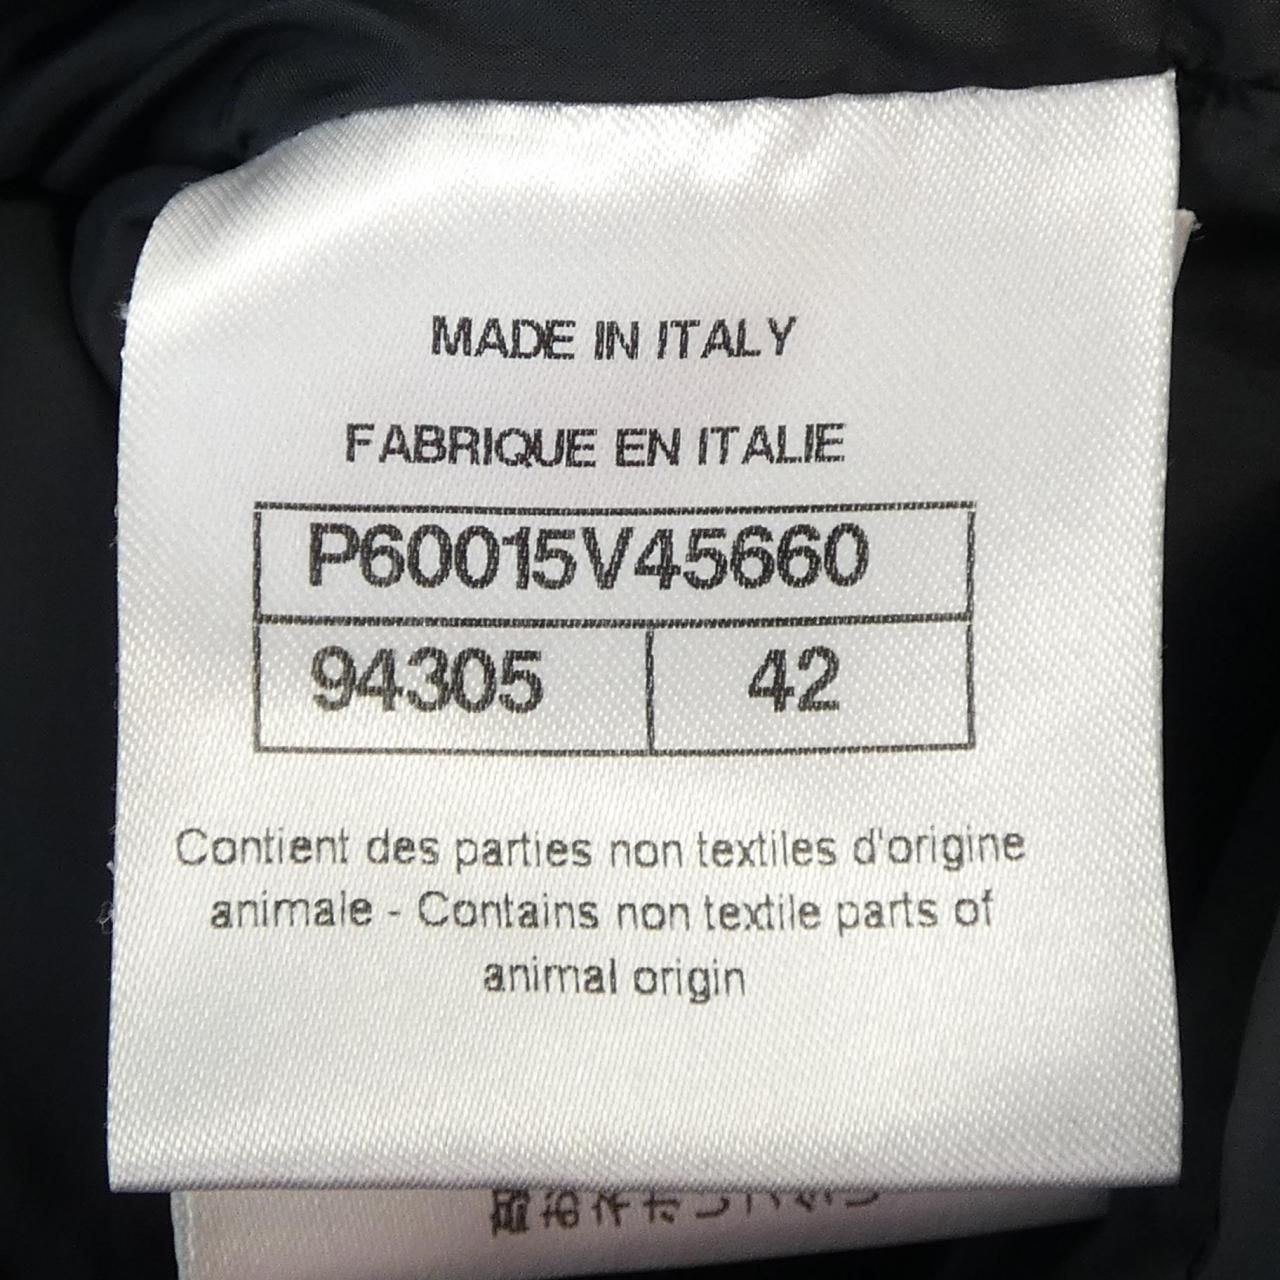 MADE IN ITALY
FABRIQUE EN ITALIE
P60015V45660
94305 42
Contient des parties non textiles d'origine
animale - Contains non textile parts of
animal origin